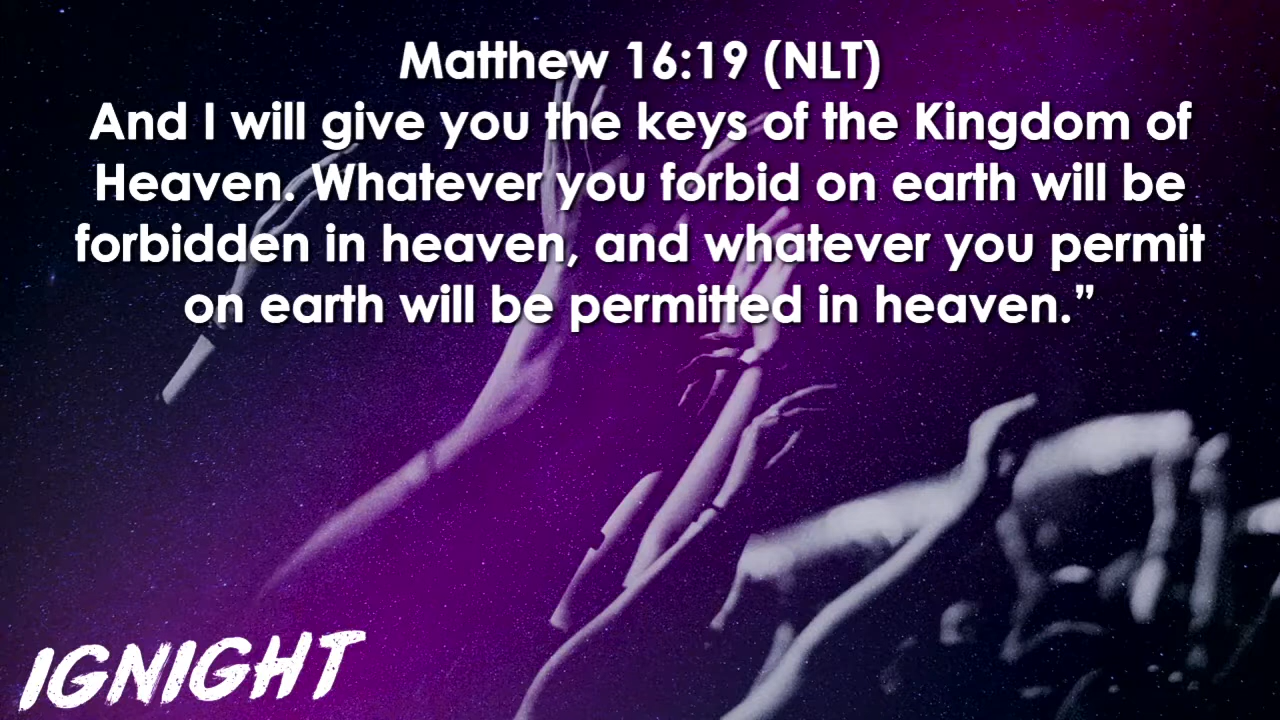 Matthew 16:19 (NLT)
And I will give you the keys of the Kingdom of
Heaven. Whatever you forbid on earth will be
forbidden in heaven, and whatever you permit
on earth will be permitted in heaven.”
IGNIGHT